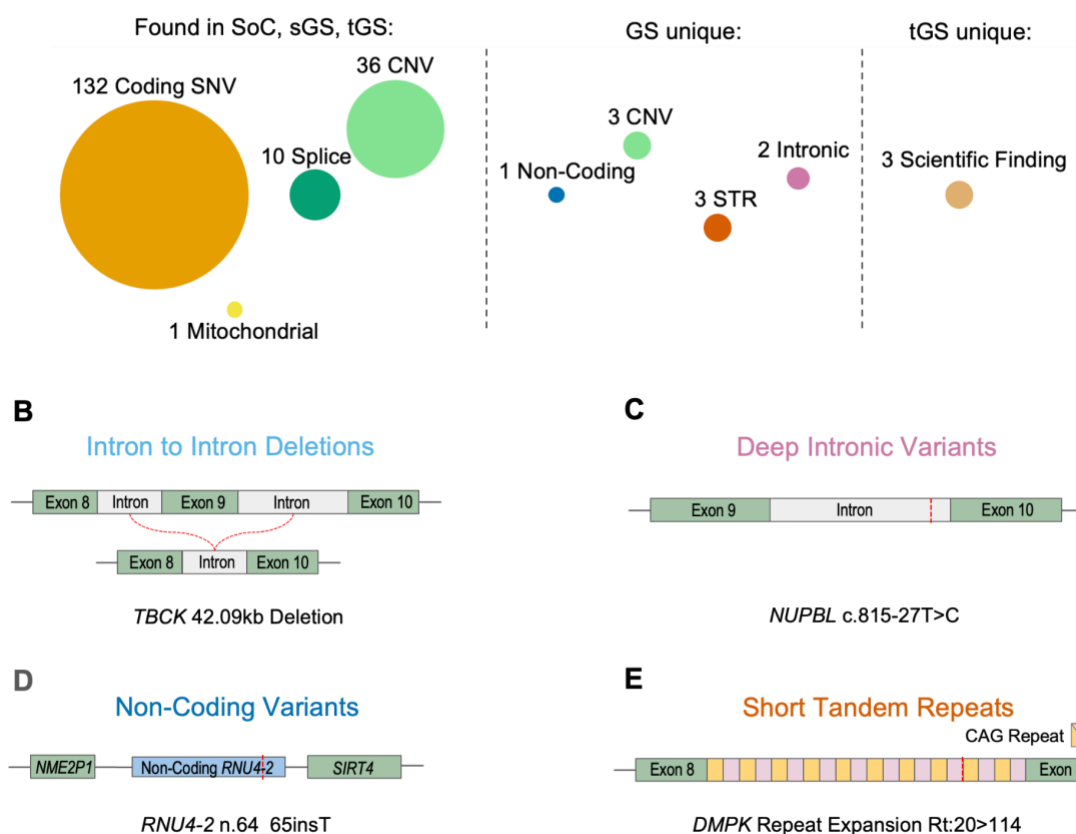 Found in SoC, sGS, tGS:
GS unique:
tGS unique:
132 Coding SNV
36 CNV
10 Splice
1 Mitochondrial
3 CNV
1 Non-Coding
2 Intronic
3 STR
3 Scientific Finding
B
Intron to Intron Deletions
Exon 8 Intron Exon 9 Intron Exon 10
Exon 8 Intron Exon 10
TBCK 42.09kb Deletion
C
Deep Intronic Variants
Exon 9 Intron Exon 10
NUPBL c.815-27T>C
D
Non-Coding Variants
NME2P1 Non-Coding RNU4-2 SIRT4
RNU4-2 n.64_65insT
E
Short Tandem Repeats
CAG Repeat
Exon 8 Exon
DMPK Repeat Expansion Rt:20>114